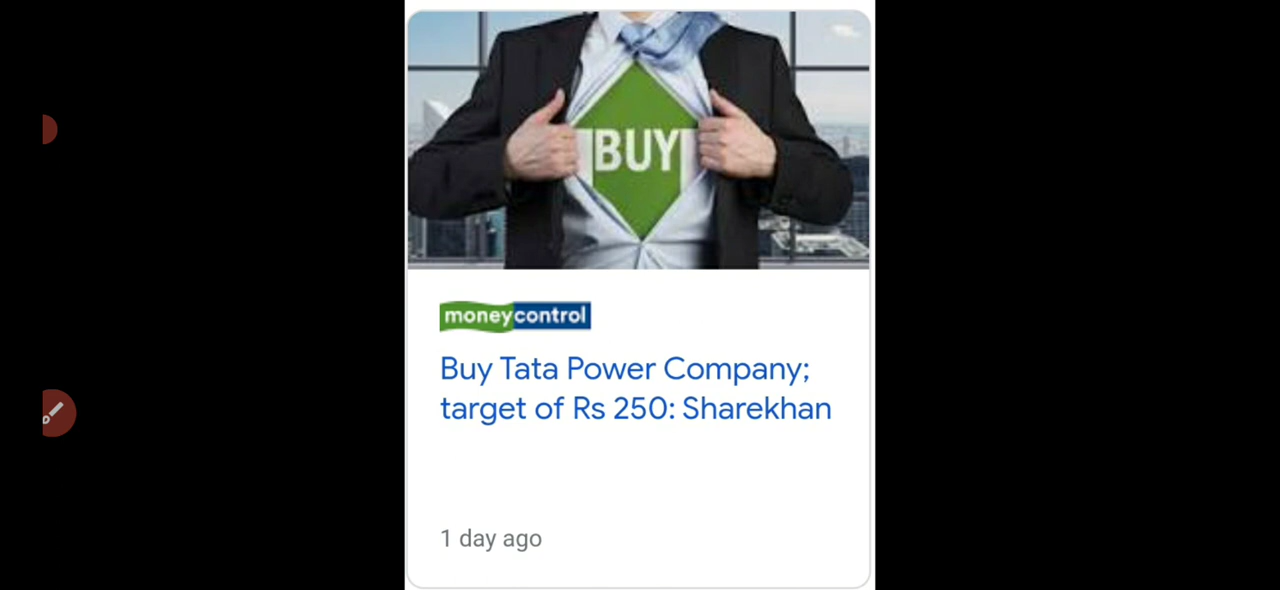 BUY
moneycontrol
Buy Tata Power Company;
target of Rs 250: Sharekhan
1 day ago